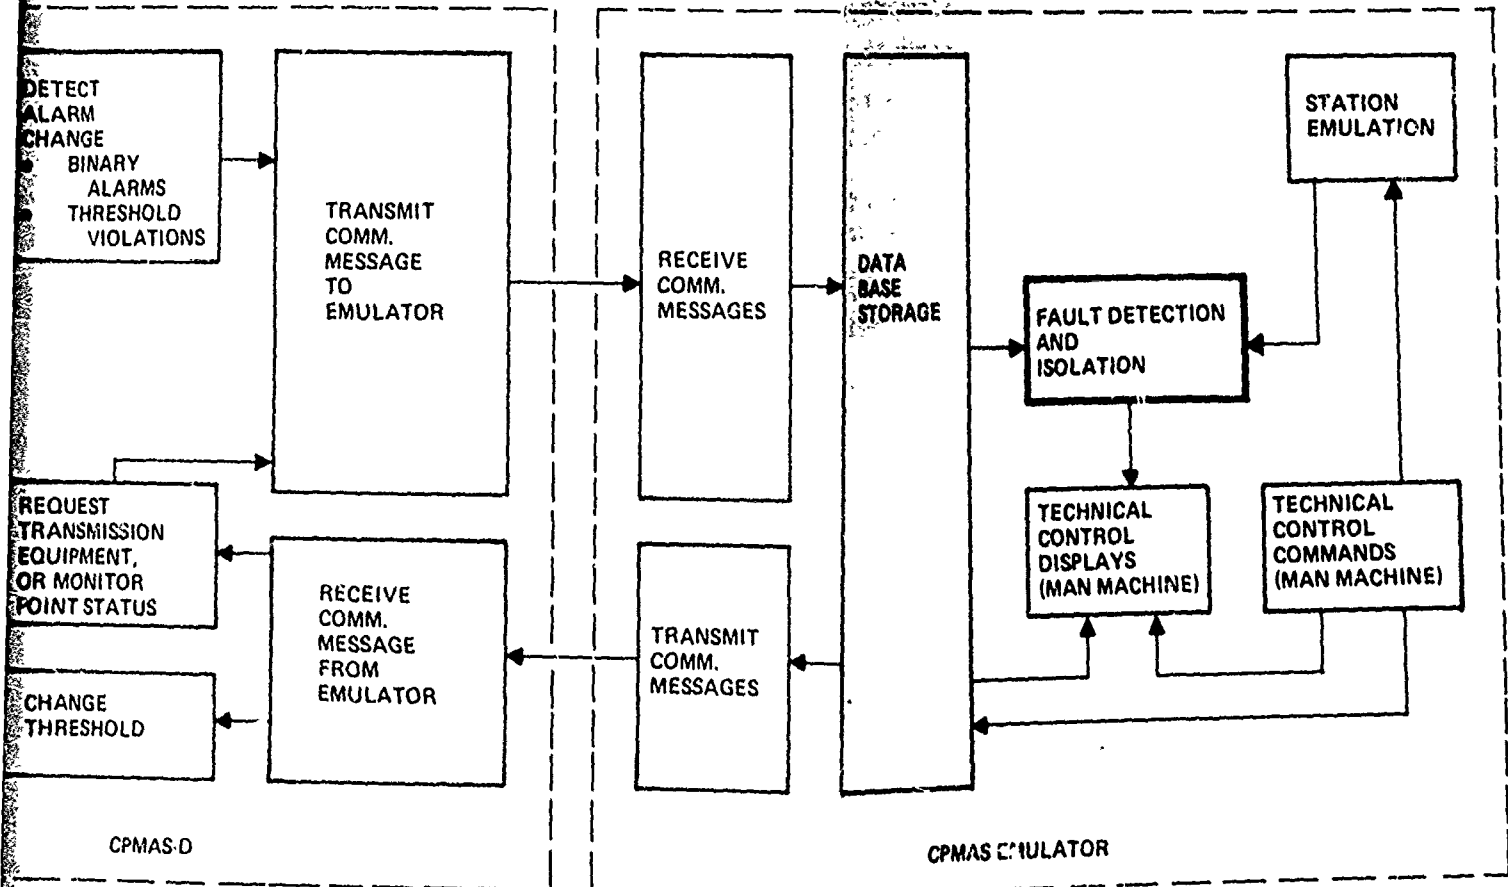 DETECT
ALARM
CHANGE
• BINARY
ALARMS
• THRESHOLD
VIOLATIONS
TRANSMIT
COMM.
MESSAGE
TO
EMULATOR
RECEIVE
COMM.
MESSAGES
DATA
BASE
STORAGE
STATION
EMULATION
FAULT DETECTION
AND
ISOLATION
REQUEST
TRANSMISSION
EQUIPMENT,
OR MONITOR
POINT STATUS
RECEIVE
COMM.
MESSAGE
FROM
EMULATOR
TRANSMIT
COMM.
MESSAGES
TECHNICAL
CONTROL
DISPLAYS
(MAN MACHINE)
TECHNICAL
CONTROL
COMMANDS
(MAN MACHINE)
CHANGE
THRESHOLD
CPMAS-D
CPMAS EMULATOR